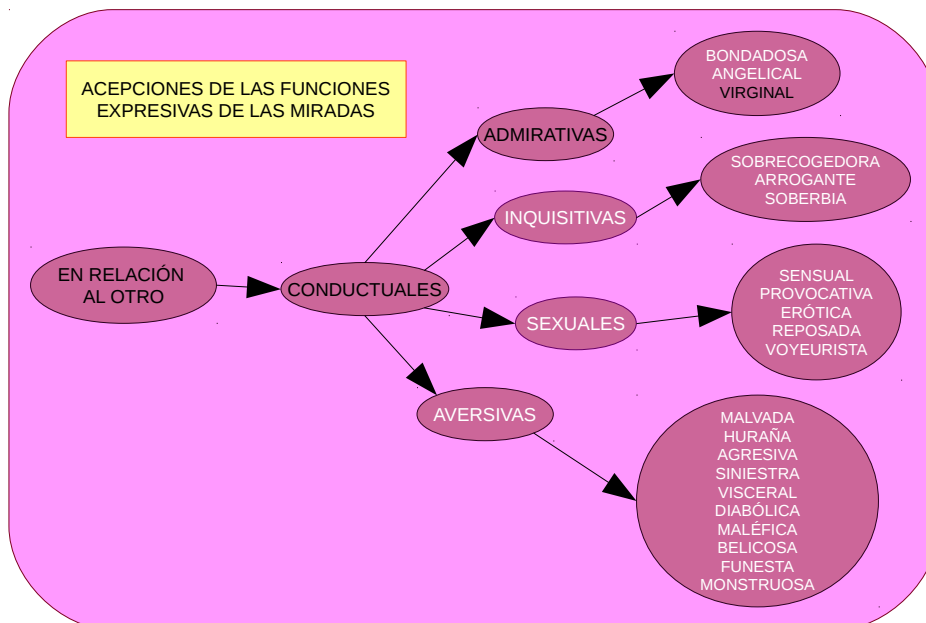 ACEPCIONES DE LAS FUNCIONES
EXPRESIVAS DE LAS MIRADAS
EN RELACIÓN
AL OTRO
CONDUCTUALES
ADMIRATIVAS
BONDADOSA
ANGELICAL
VIRGINAL
INQUISITIVAS
SOBRECOGEDORA
ARROGANTE
SOBERBIA
SEXUALES
SENSUAL
PROVOCATIVA
ERÓTICA
REPOSADA
VOYEURISTA
AVERSIVAS
MALVADA
HURAÑA
AGRESIVA
SINIESTRA
VISCERAL
DIABÓLICA
MALÉFICA
BELICOSA
FUNESTA
MONSTRUOSA